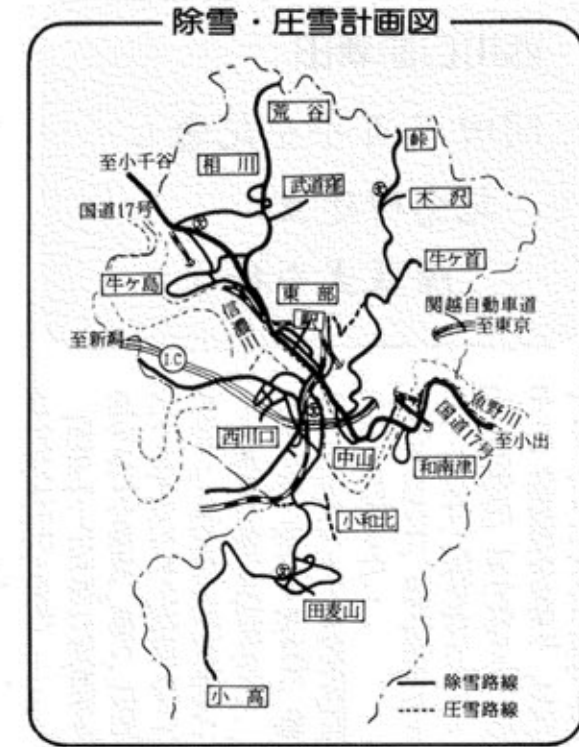 除雪・圧雪計画図
荒谷
峠
相川
武道窪
至小千谷
木沢
国道17号
牛ヶ首
牛ヶ島
東部
関越自動車道
駅
至東京
信濃川
至新潟
I.C
魚野川
国道17号
至小出
西川口
中山
和南津
小和北
田麦山
小高
除雪路線
圧雪路線